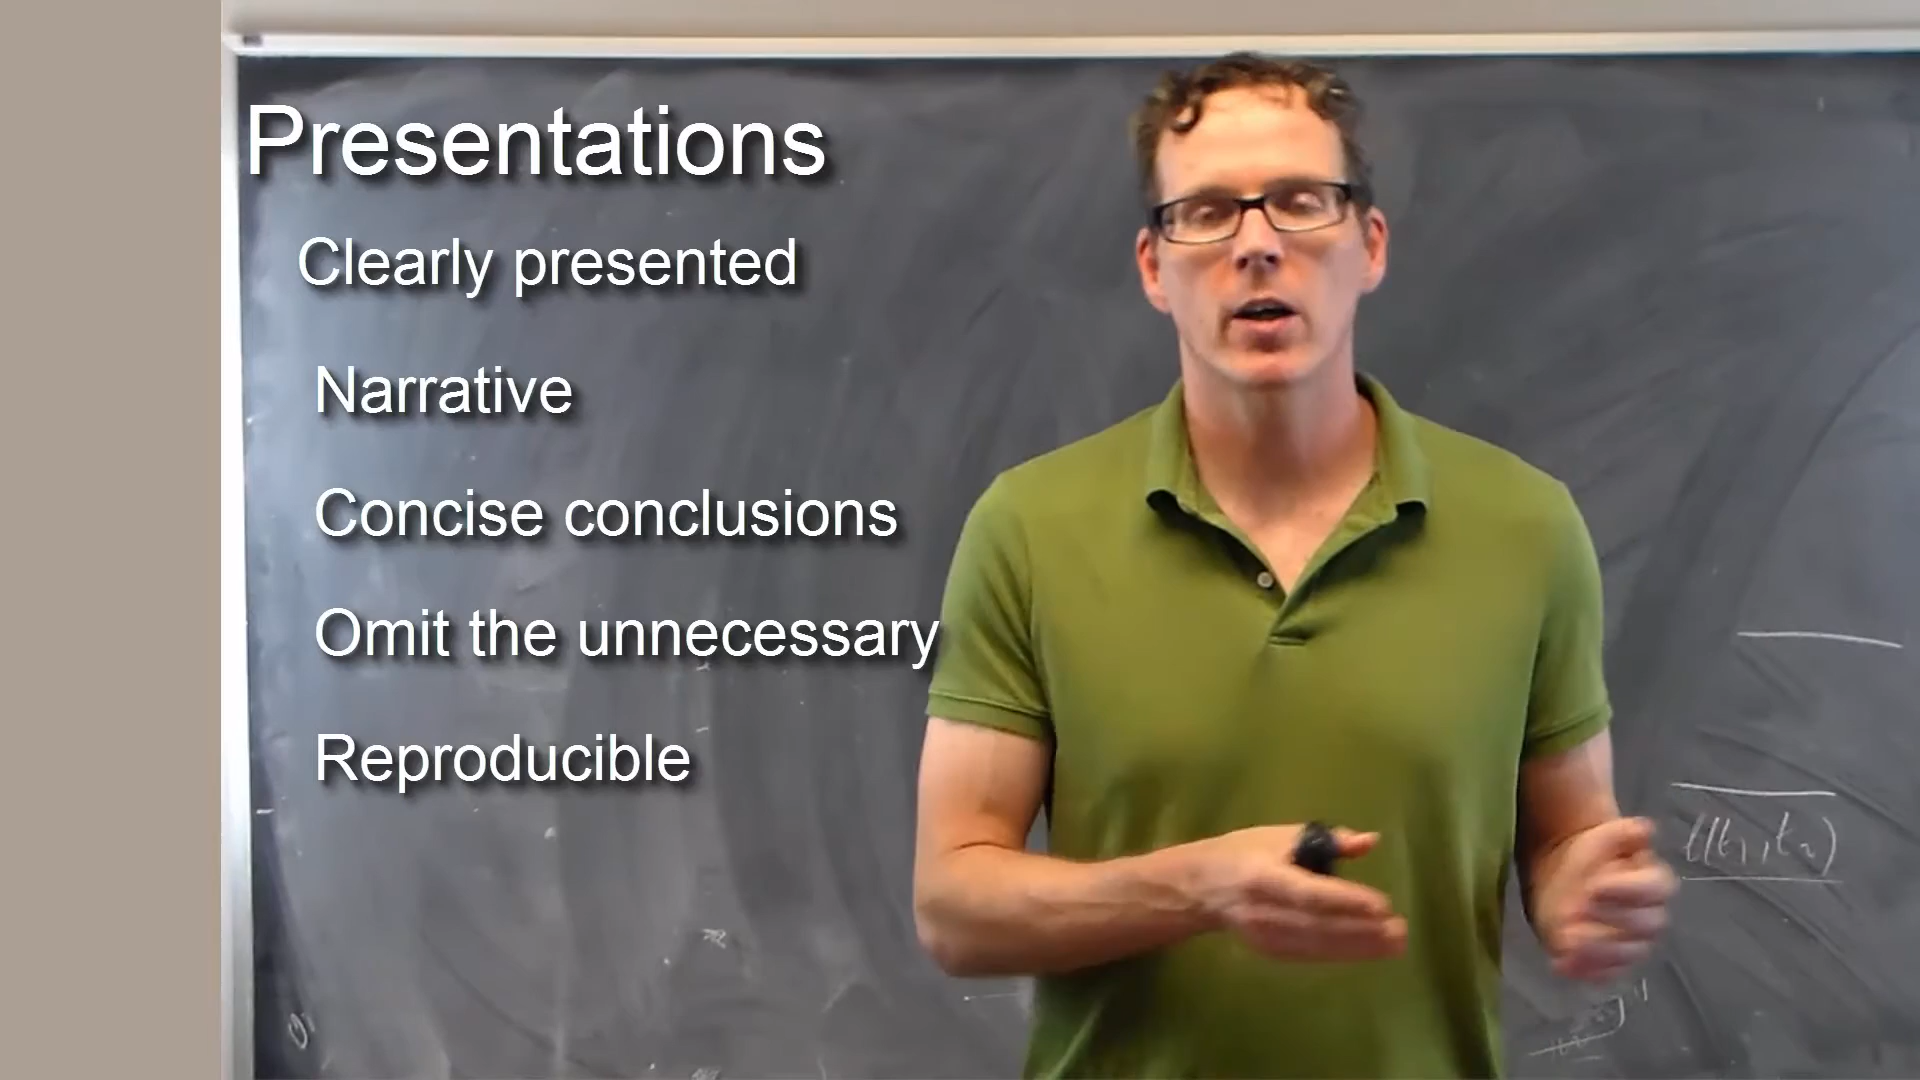 Presentations
Clearly presented
Narrative
Concise conclusions
Omit the unnecessary
Reproducible